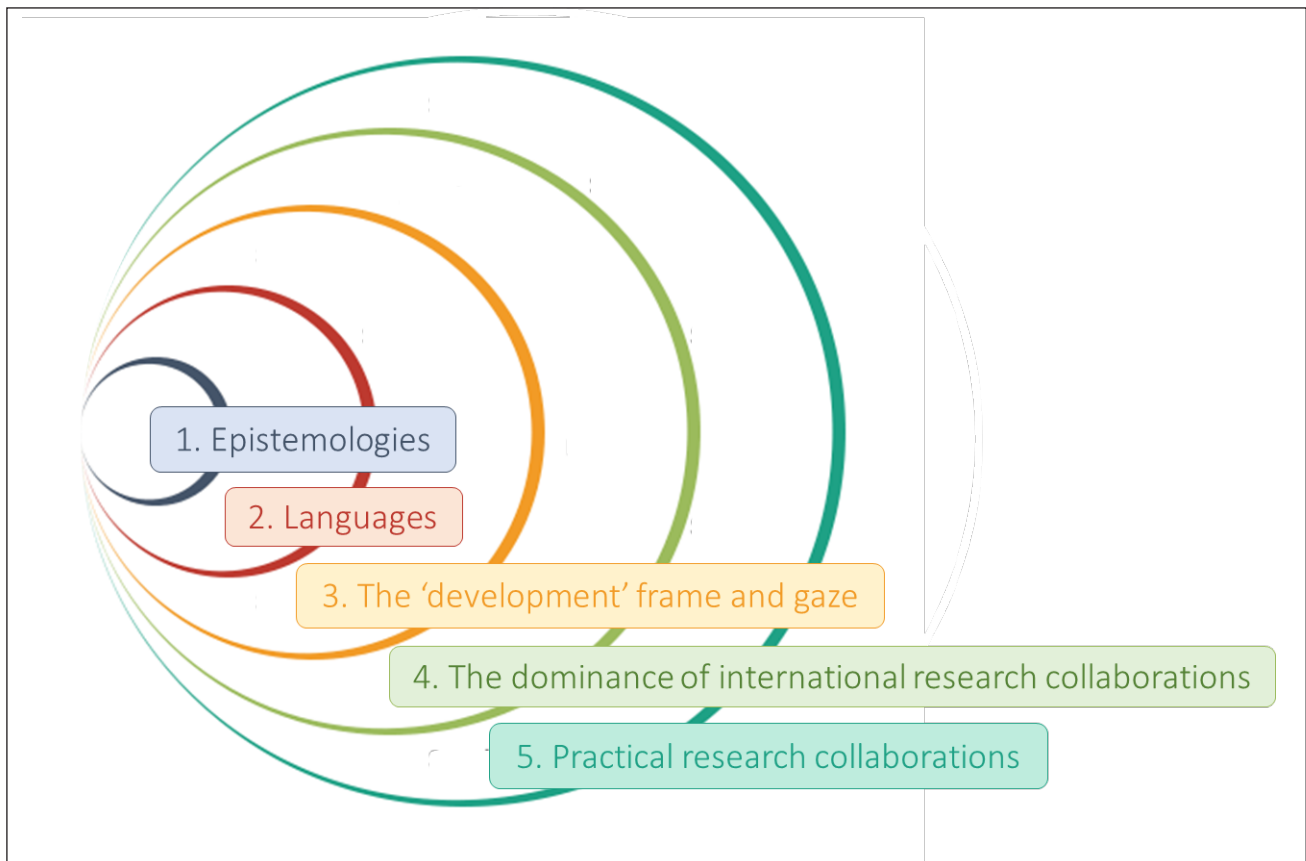 1. Epistemologies
2. Languages
3. The ‘development’ frame and gaze
4. The dominance of international research collaborations
5. Practical research collaborations